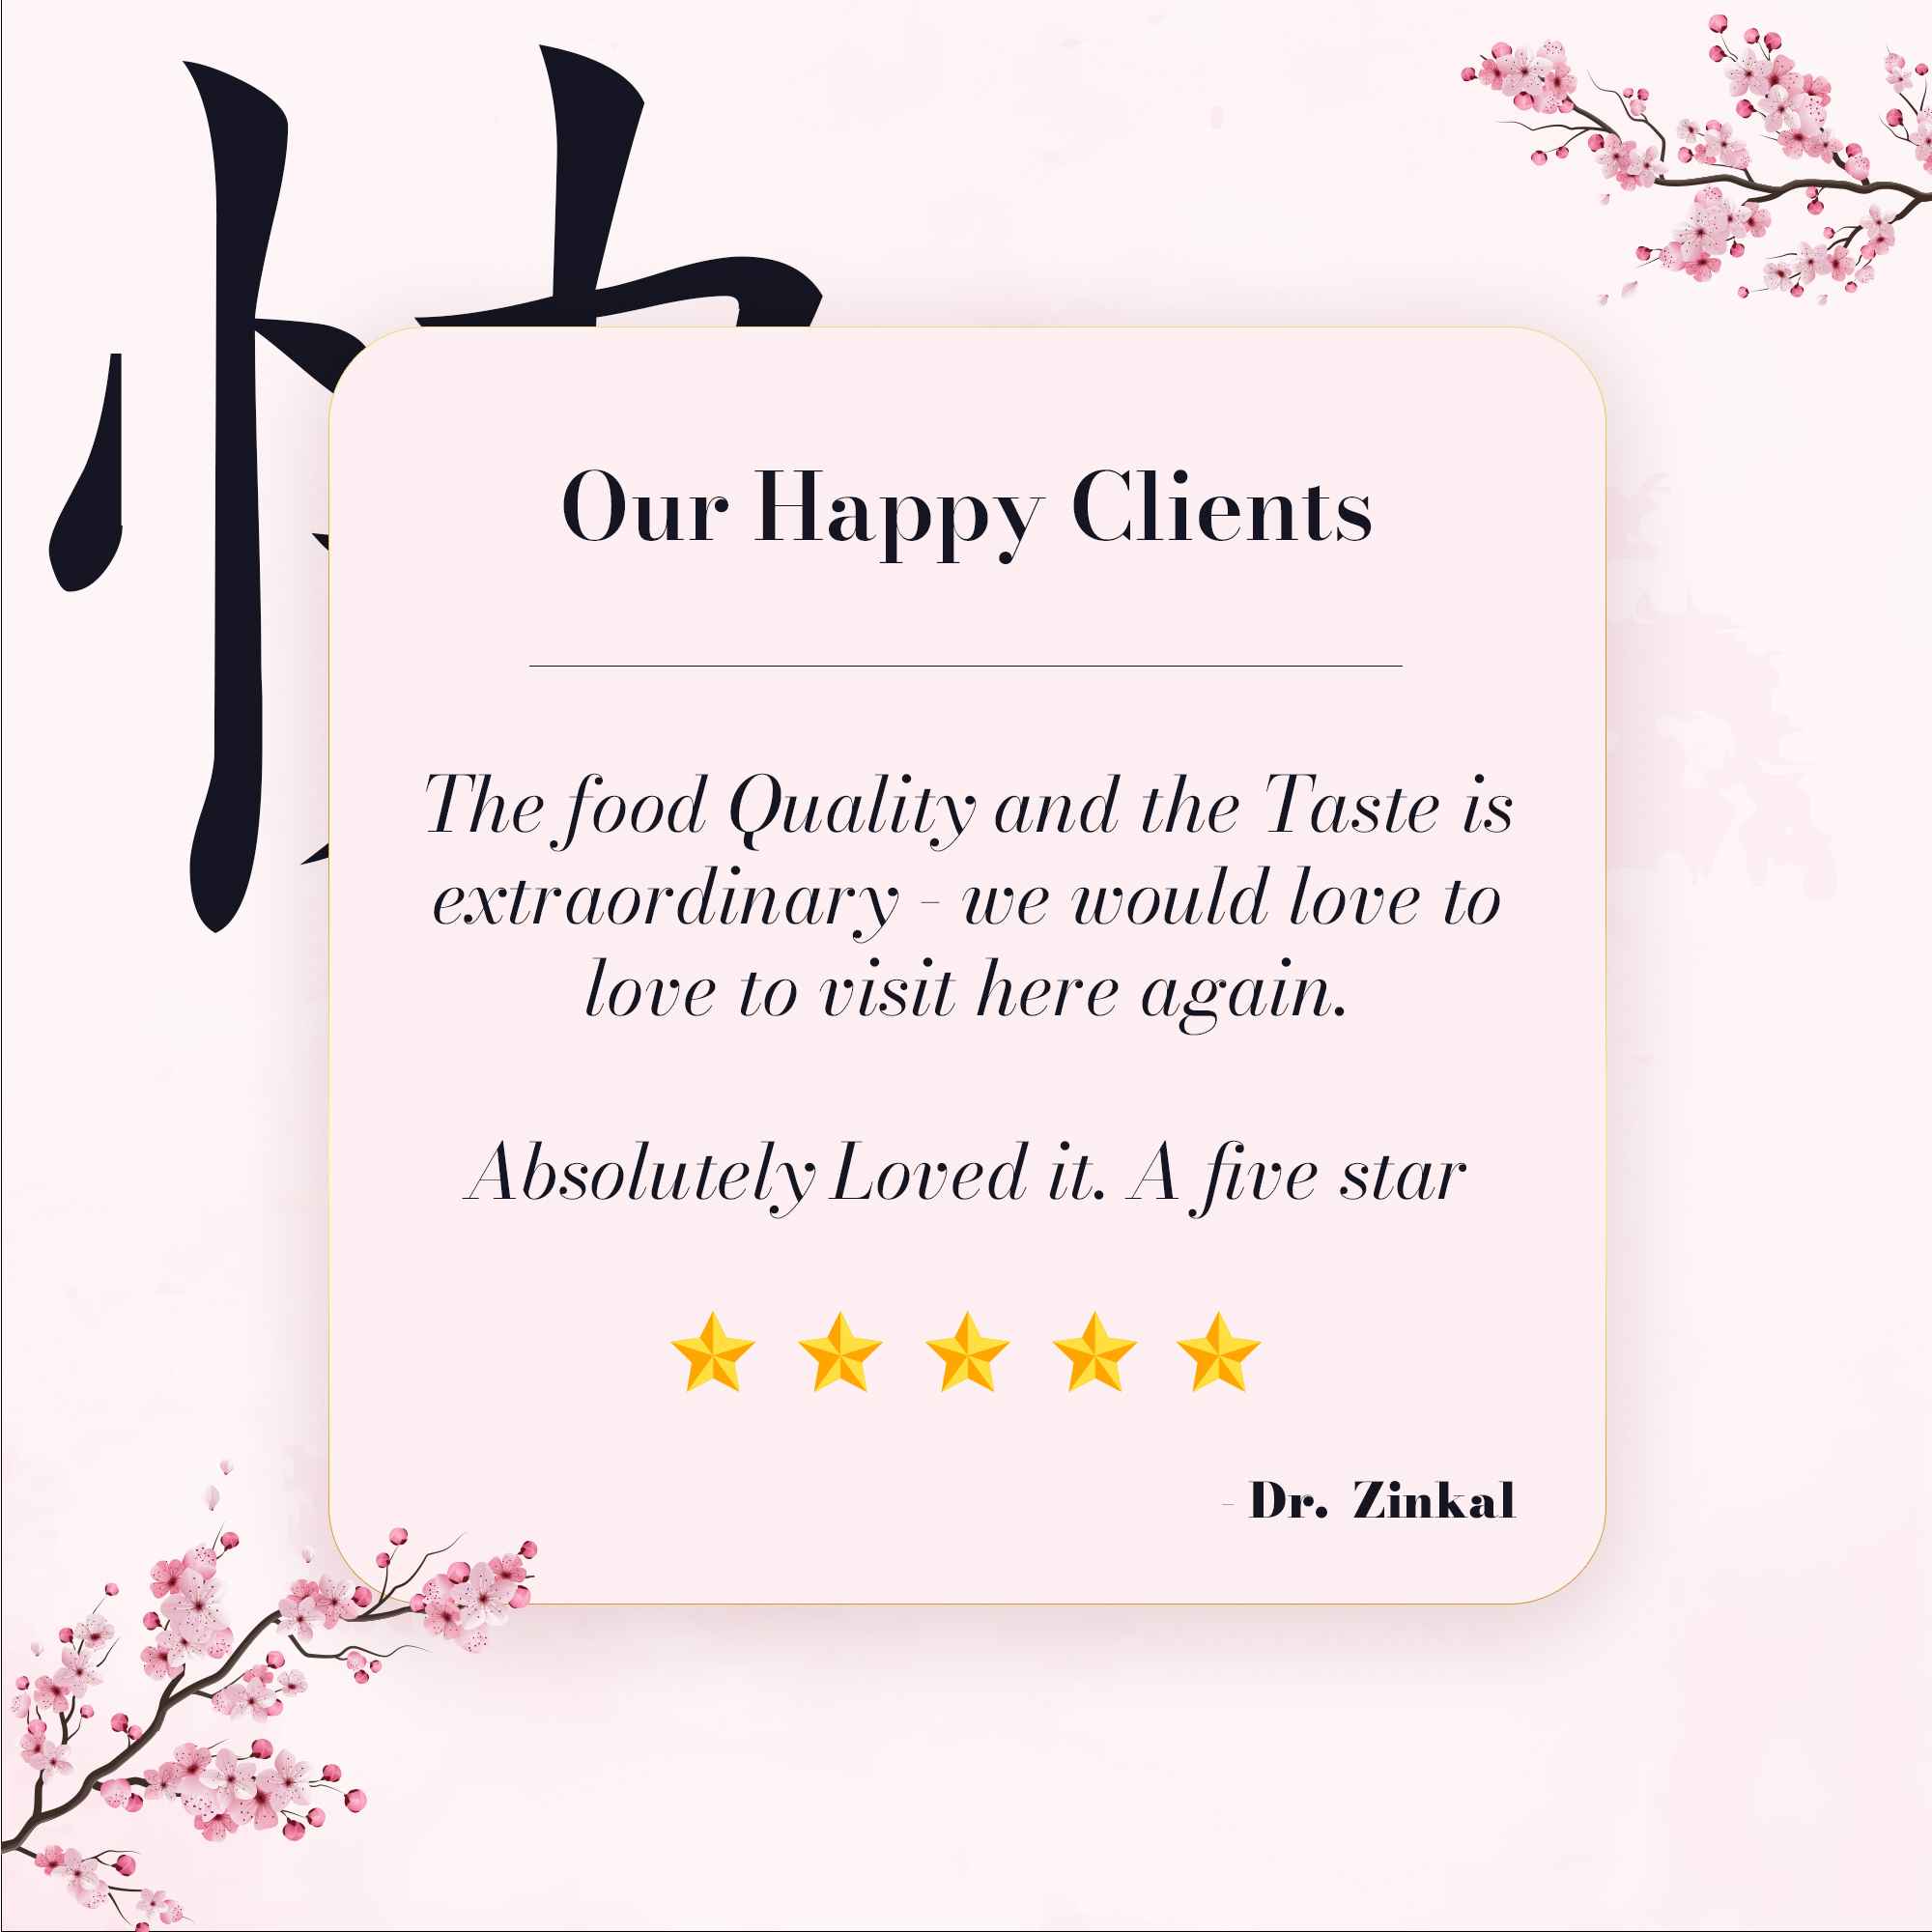 Our Happy Clients
The food Quality and the Taste is
extraordinary - we would love to
love to visit here again.
Absolutely Loved it. A five star
- Dr. Zinkal